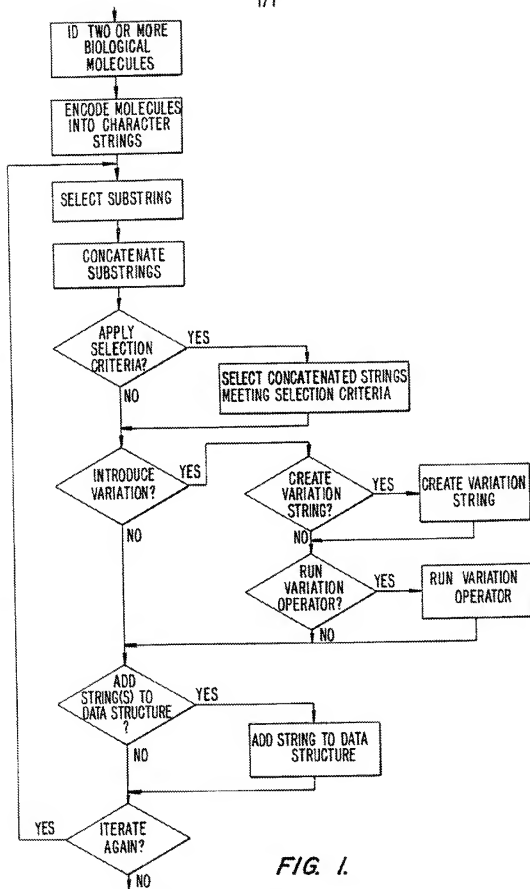 1/1
ID TWO OR MORE
BIOLOGICAL
MOLECULES
ENCODE MOLECULES
INTO CHARACTER
STRINGS
SELECT SUBSTRING
CONCATENATE
SUBSTRINGS
APPLY
SELECTION
CRITERIA?
YES
NO
SELECT CONCATENATED STRINGS
MEETING SELECTION CRITERIA
INTRODUCE
VARIATION?
YES
NO
CREATE
VARIATION
STRING?
YES
NO
CREATE VARIATION
STRING
RUN
VARIATION
OPERATOR?
YES
NO
RUN VARIATION
OPERATOR
ADD
STRING(S) TO
DATA STRUCTURE
?
YES
NO
ADD STRING TO DATA
STRUCTURE
YES
ITERATE
AGAIN?
NO
FIG. 1.